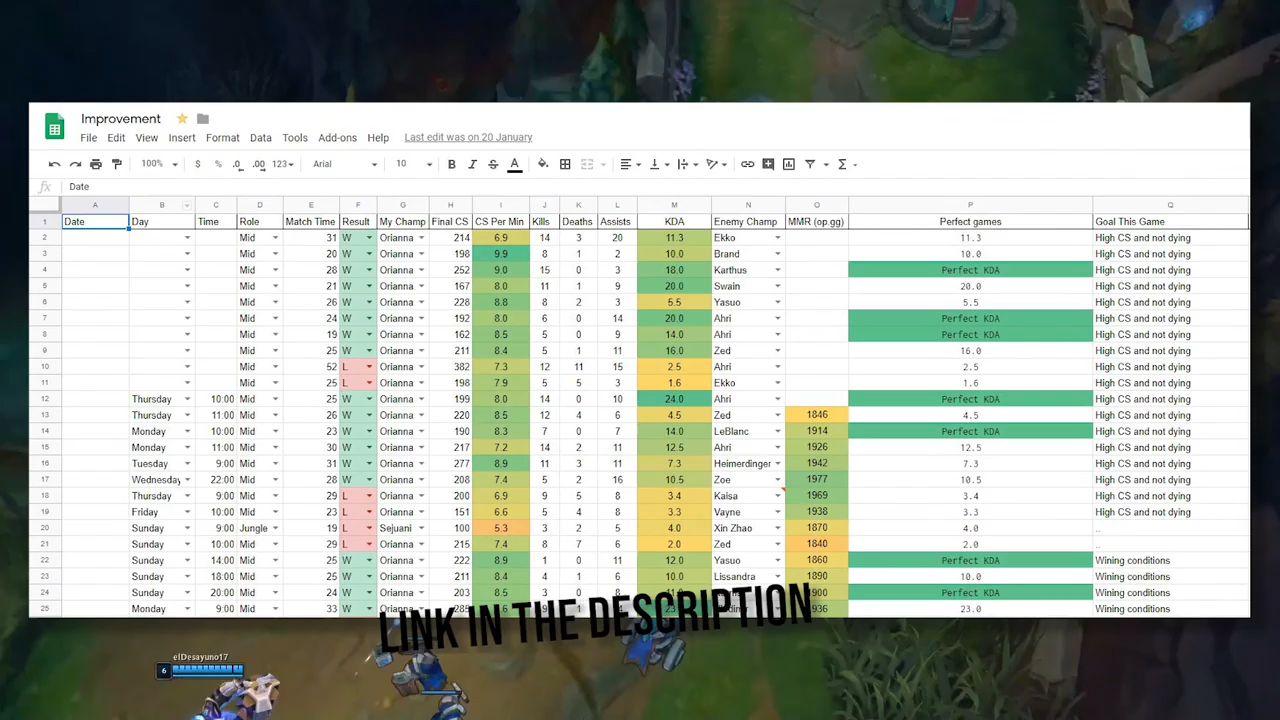 Improvement
File Edit View Insert Format Data Tools Add-ons Help Last edit was on 20 January
100% $ % .0 .00 123 Arial 10 B I S A
fx Date
A B C D E F G H I J K L M N O P Q
1 Date Day Time Role Match Time Result My Champ Final CS CS Per Min Kills Deaths Assists KDA Enemy Champ MMR (op.gg) Perfect games Goal This Game
2 Mid 31 W Orianna 214 6.9 14 3 20 11.3 Ekko 11.3 High CS and not dying
3 Mid 20 W Orianna 198 9.9 8 1 2 10.0 Brand 10.0 High CS and not dying
4 Mid 28 W Orianna 252 9.0 15 0 3 18.0 Karthus Perfect KDA High CS and not dying
5 Mid 21 W Orianna 167 8.0 11 1 9 20.0 Swain 20.0 High CS and not dying
6 Mid 26 W Orianna 228 8.8 8 2 3 5.5 Yasuo 5.5 High CS and not dying
7 Mid 24 W Orianna 192 8.0 6 0 14 20.0 Ahri Perfect KDA High CS and not dying
8 Mid 19 W Orianna 162 8.5 5 0 9 14.0 Ahri Perfect KDA High CS and not dying
9 Mid 25 W Orianna 211 8.4 5 1 11 16.0 Zed 16.0 High CS and not dying
10 Mid 52 L Orianna 382 7.3 12 11 15 2.5 Ahri 2.5 High CS and not dying
11 Mid 25 L Orianna 198 7.9 5 5 3 1.6 Ekko 1.6 High CS and not dying
12 Thursday 10:00 Mid 25 W Orianna 199 8.0 14 0 10 24.0 Ahri Perfect KDA High CS and not dying
13 Thursday 11:00 Mid 26 W Orianna 220 8.5 12 4 6 4.5 Zed 1846 4.5 High CS and not dying
14 Monday 10:00 Mid 23 W Orianna 190 8.3 7 0 7 14.0 LeBlanc 1914 Perfect KDA High CS and not dying
15 Monday 11:00 Mid 30 W Orianna 217 7.2 14 2 11 12.5 Ahri 1926 12.5 High CS and not dying
16 Tuesday 9:00 Mid 31 W Orianna 277 8.9 11 3 11 7.3 Heimerdinger 1942 7.3 High CS and not dying
17 Wednesday 22:00 Mid 28 W Orianna 208 7.4 5 2 16 10.5 Zoe 1977 10.5 High CS and not dying
18 Thursday 9:00 Mid 29 L Orianna 200 6.9 9 5 8 3.4 Kaisa 1969 3.4 High CS and not dying
19 Friday 9:00 Mid 23 L Orianna 151 6.6 5 4 8 3.3 Vayne 1938 3.3 High CS and not dying
20 Sunday 9:00 Jungle 19 L Sejuani 100 5.3 3 2 5 4.0 Xin Zhao 1870 4.0 ..
21 Sunday 10:00 Mid 29 L Orianna 215 7.4 8 7 6 2.0 Zed 1840 2.0 ..
22 Sunday 14:00 Mid 25 W Orianna 222 8.9 1 0 11 12.0 Yasuo 1860 Perfect KDA Wining conditions
23 Sunday 18:00 Mid 25 W Orianna 211 8.4 4 1 6 10.0 Lissandra 1890 10.0 Wining conditions
24 Sunday 20:00 Mid 24 W Orianna 203 8.5 0 1900 Perfect KDA Wining conditions
25 Monday 9:00 Mid 33 W Orianna 1936 23.0 Wining conditions
LINK IN THE DESCRIPTION
elDesayuno17
6